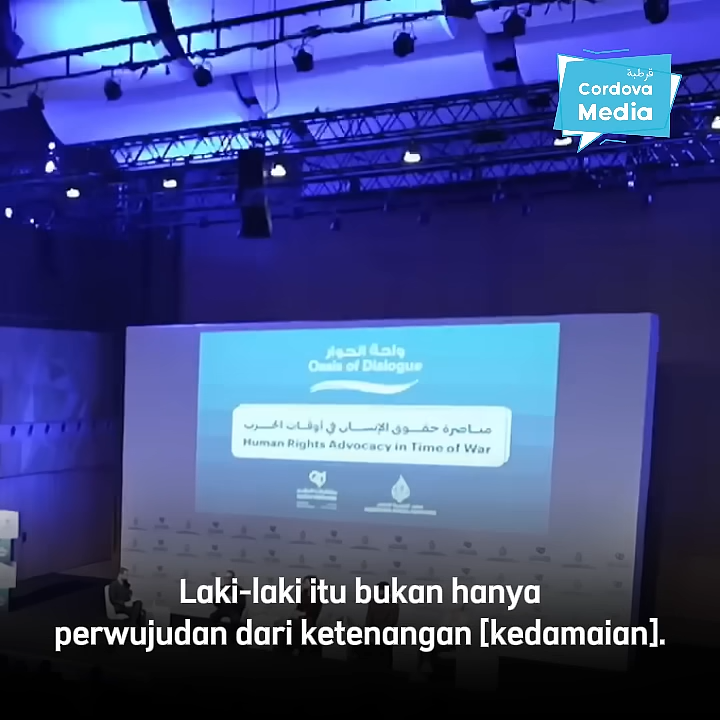 قرطبة
Cordova
Media
واحة الحوار
Oasis of Dialogue
مناصرة حقوق الإنسان في أوقات الحرب
Human Rights Advocacy in Time of War
Laki-laki itu bukan hanya
perwujudan dari ketenangan [kedamaian].